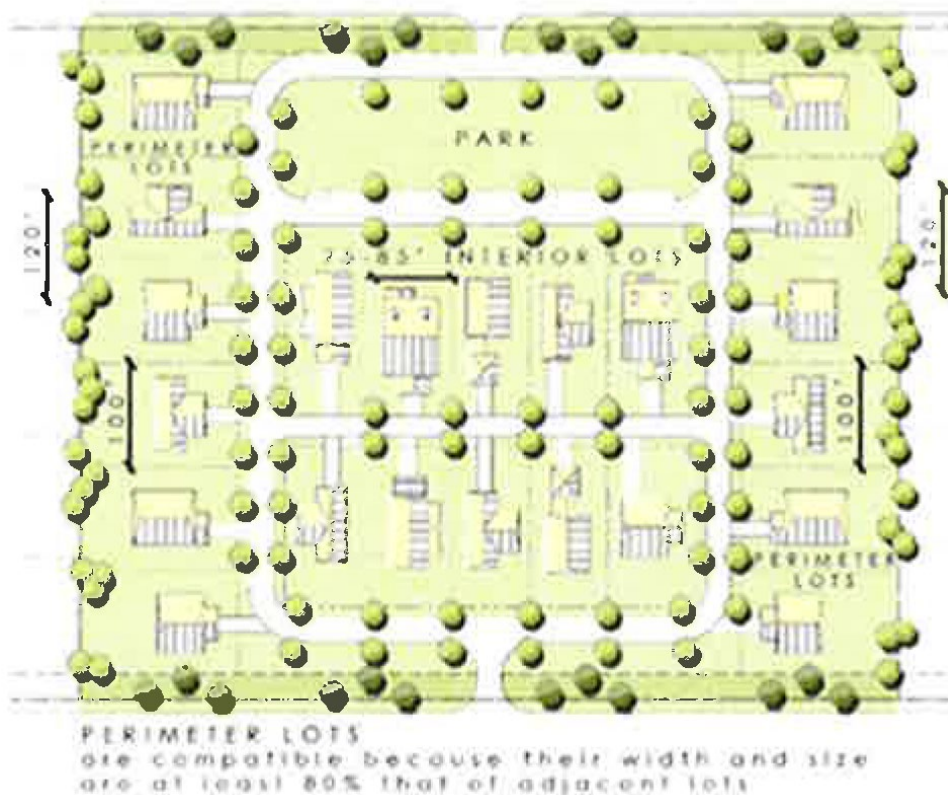 PARK
PERIMETER
LOTS
120'
120'
75-85' INTERIOR LOTS
100'
100'
PERIMETER
LOTS
PERIMETER LOTS
are compatible because their width and size
are at least 80% that of adjacent lots